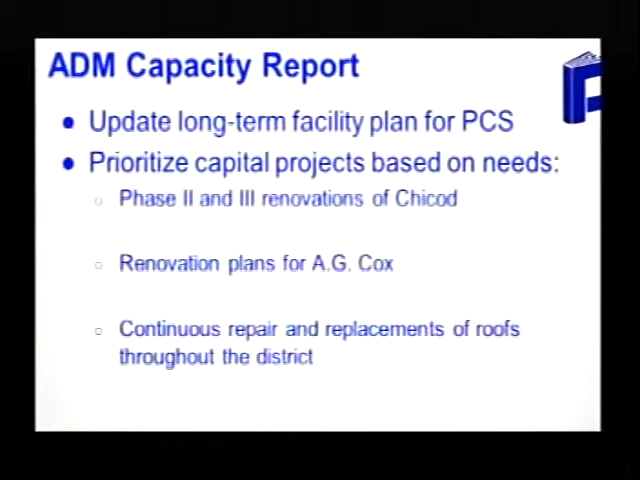 ADM Capacity Report
● Update long-term facility plan for PCS
● Prioritize capital projects based on needs:
○ Phase II and III renovations of Chicod
○ Renovation plans for A.G. Cox
○ Continuous repair and replacements of roofs
throughout the district